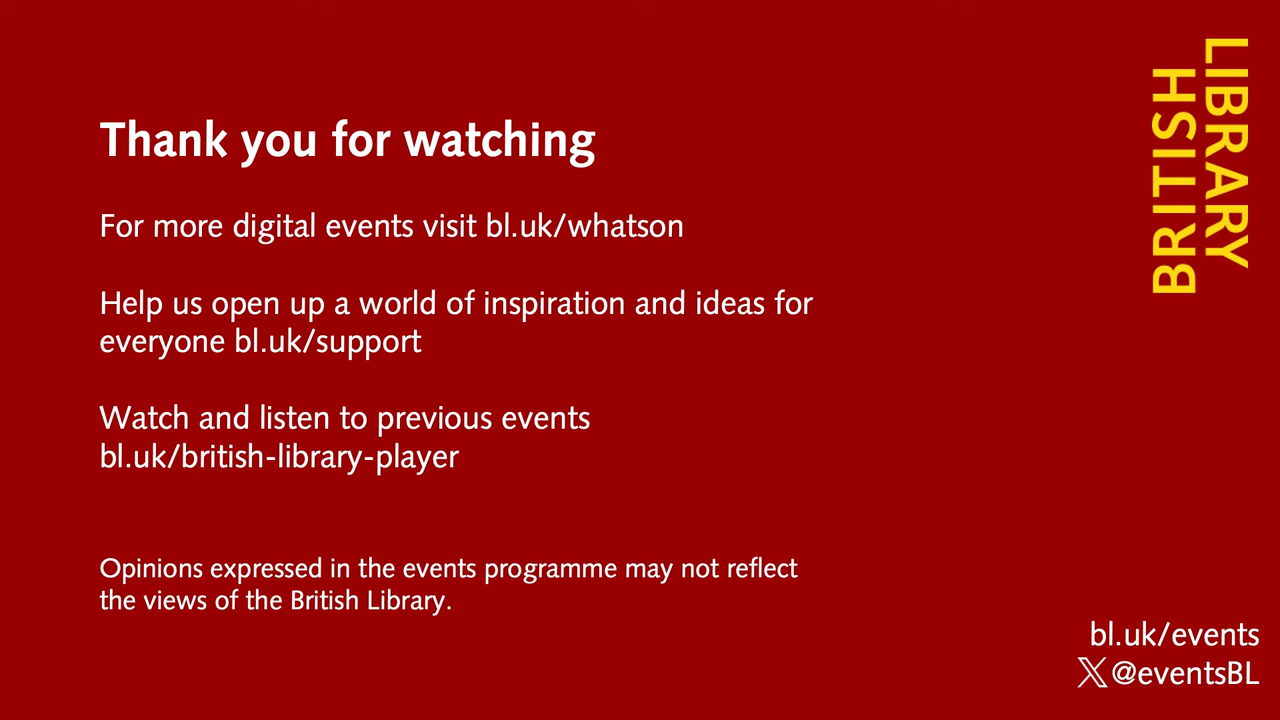 Thank you for watching
For more digital events visit bl.uk/whatson
Help us open up a world of inspiration and ideas for
everyone bl.uk/support
Watch and listen to previous events
bl.uk/british-library-player
Opinions expressed in the events programme may not reflect
the views of the British Library.
BRITISH
LIBRARY
bl.uk/events
X @eventsBL